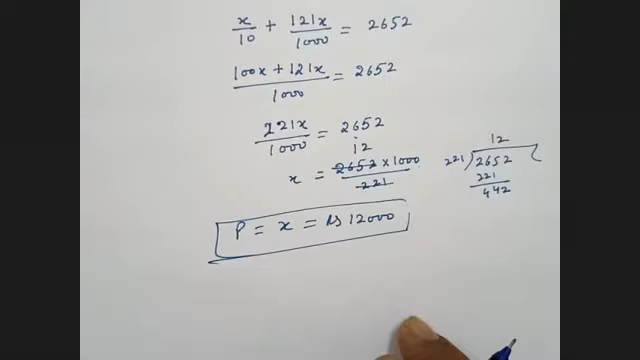 x/10 + 121x/1000 = 2652
100x + 121x/1000 = 2652
221x/1000 = 2652
12
x = 2652 × 1000/221
P = x = Rs 12000
12
221)2652(
221
442